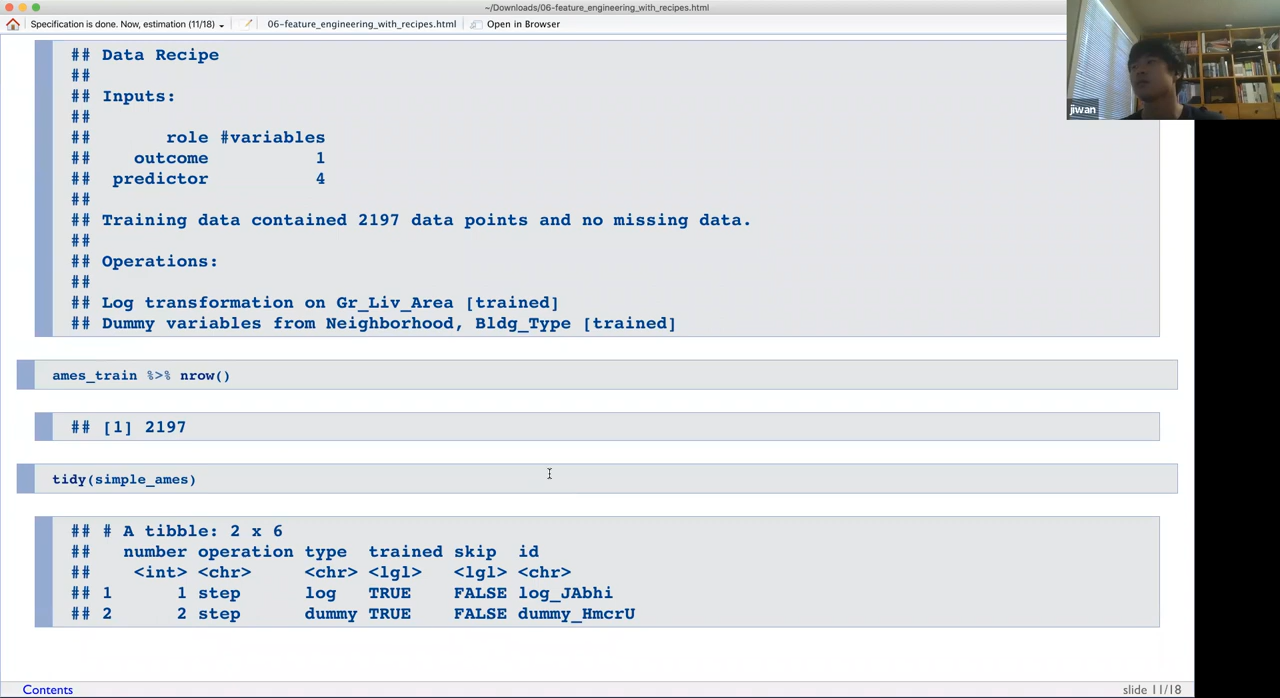 ~/Downloads/06-feature_engineering_with_recipes.html
Specification is done. Now, estimation (11/18)
06-feature_engineering_with_recipes.html
Open in Browser
jiwan
## Data Recipe
##
## Inputs:
##
## role #variables
## outcome 1
## predictor 4
##
## Training data contained 2197 data points and no missing data.
##
## Operations:
##
## Log transformation on Gr_Liv_Area [trained]
## Dummy variables from Neighborhood, Bldg_Type [trained]
ames_train %>% nrow()
## [1] 2197
tidy(simple_ames)
## # A tibble: 2 x 6
## number operation type trained skip id
## <int> <chr> <chr> <lgl> <lgl> <chr>
## 1 1 step log TRUE FALSE log_JAbhi
## 2 2 step dummy TRUE FALSE dummy_HmcrU
Contents
slide 11/18